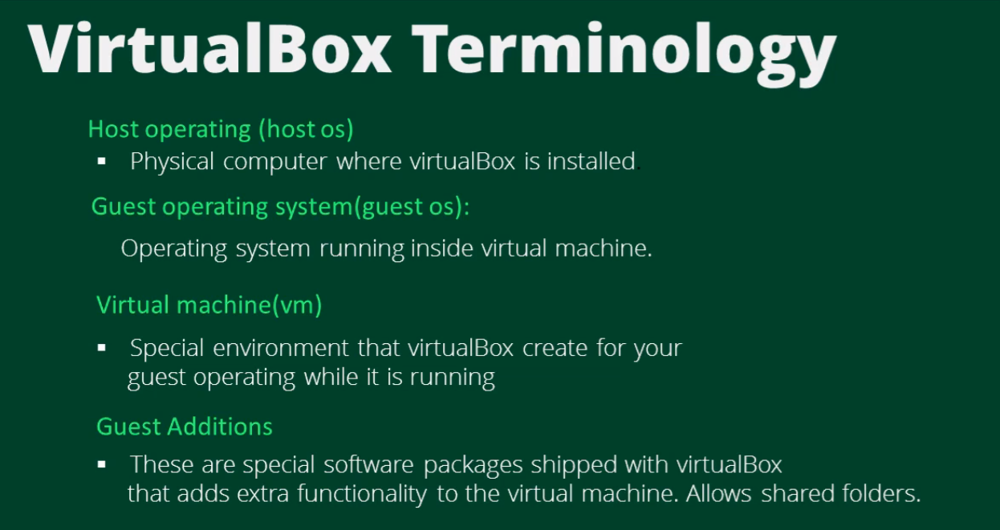 VirtualBox Terminology
Host operating (host os)
▪ Physical computer where virtualBox is installed.
Guest operating system(guest os):
Operating system running inside virtual machine.
Virtual machine(vm)
▪ Special environment that virtualBox create for your
guest operating while it is running
Guest Additions
▪ These are special software packages shipped with virtualBox
that adds extra functionality to the virtual machine. Allows shared folders.